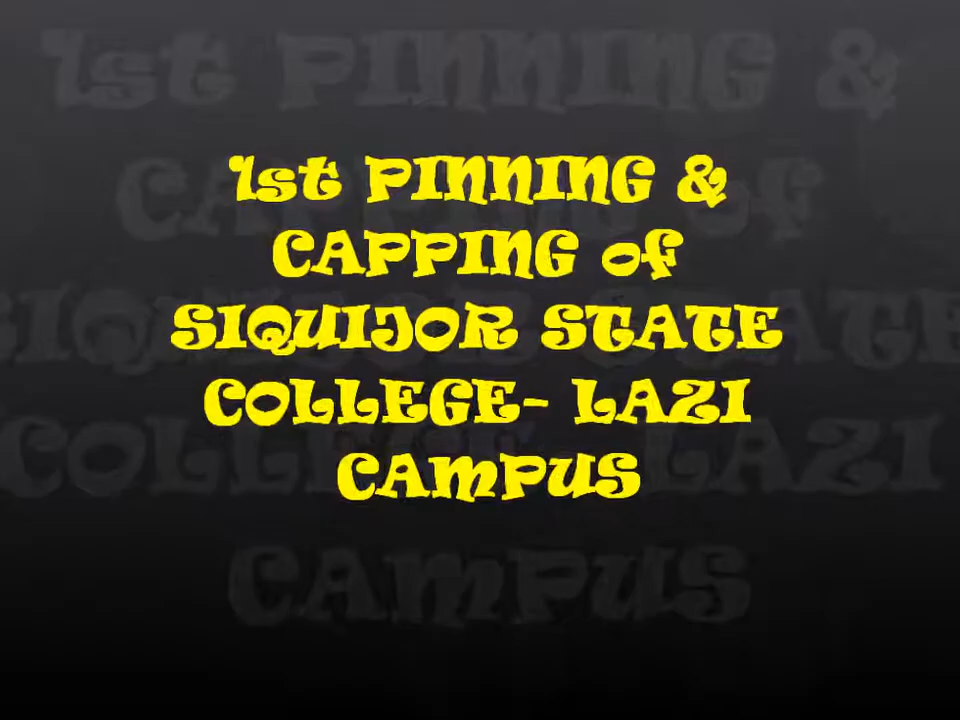 1st PINNING &
CAPPING of
SIQUIJOR STATE
COLLEGE- LAZI
CAMPUS